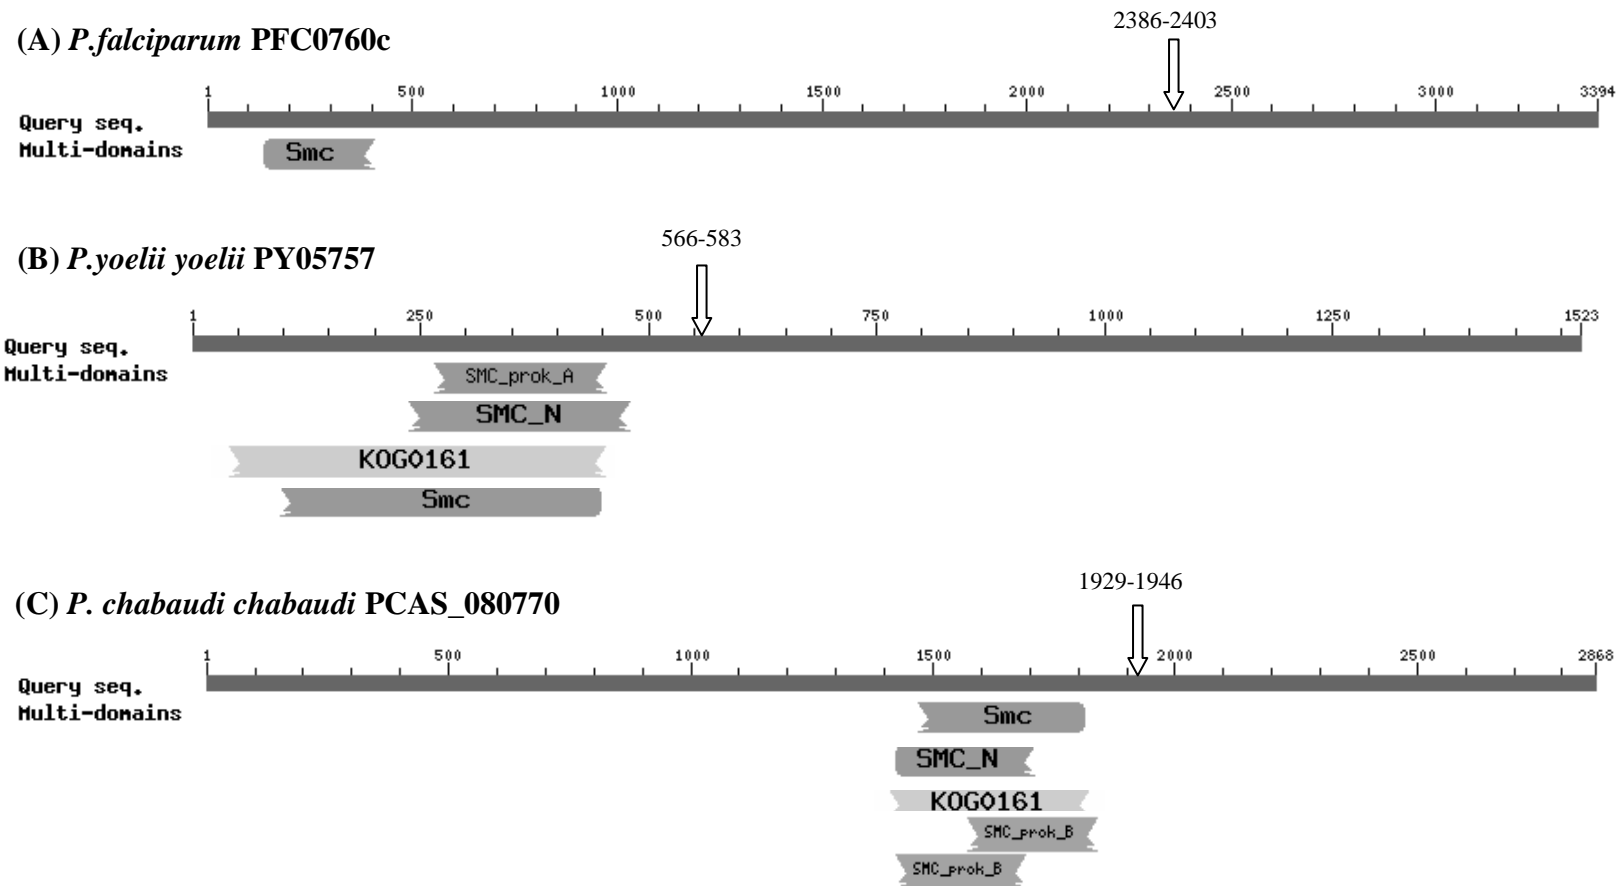 2386-2403
(A) P.falciparum PFC0760c
1 500 1000 1500 2000 2500 3000 3394
Query seq.
Multi-domains
Smc
566-583
(B) P.yoelii yoelii PY05757
1 250 500 750 1000 1250 1523
Query seq.
Multi-domains
SMC_prok_A
SMC_N
KOG0161
Smc
1929-1946
(C) P. chabaudi chabaudi PCAS_080770
1 500 1000 1500 2000 2500 2868
Query seq.
Multi-domains
Smc
SMC_N
KOG0161
SMC_prok_B
SMC_prok_B